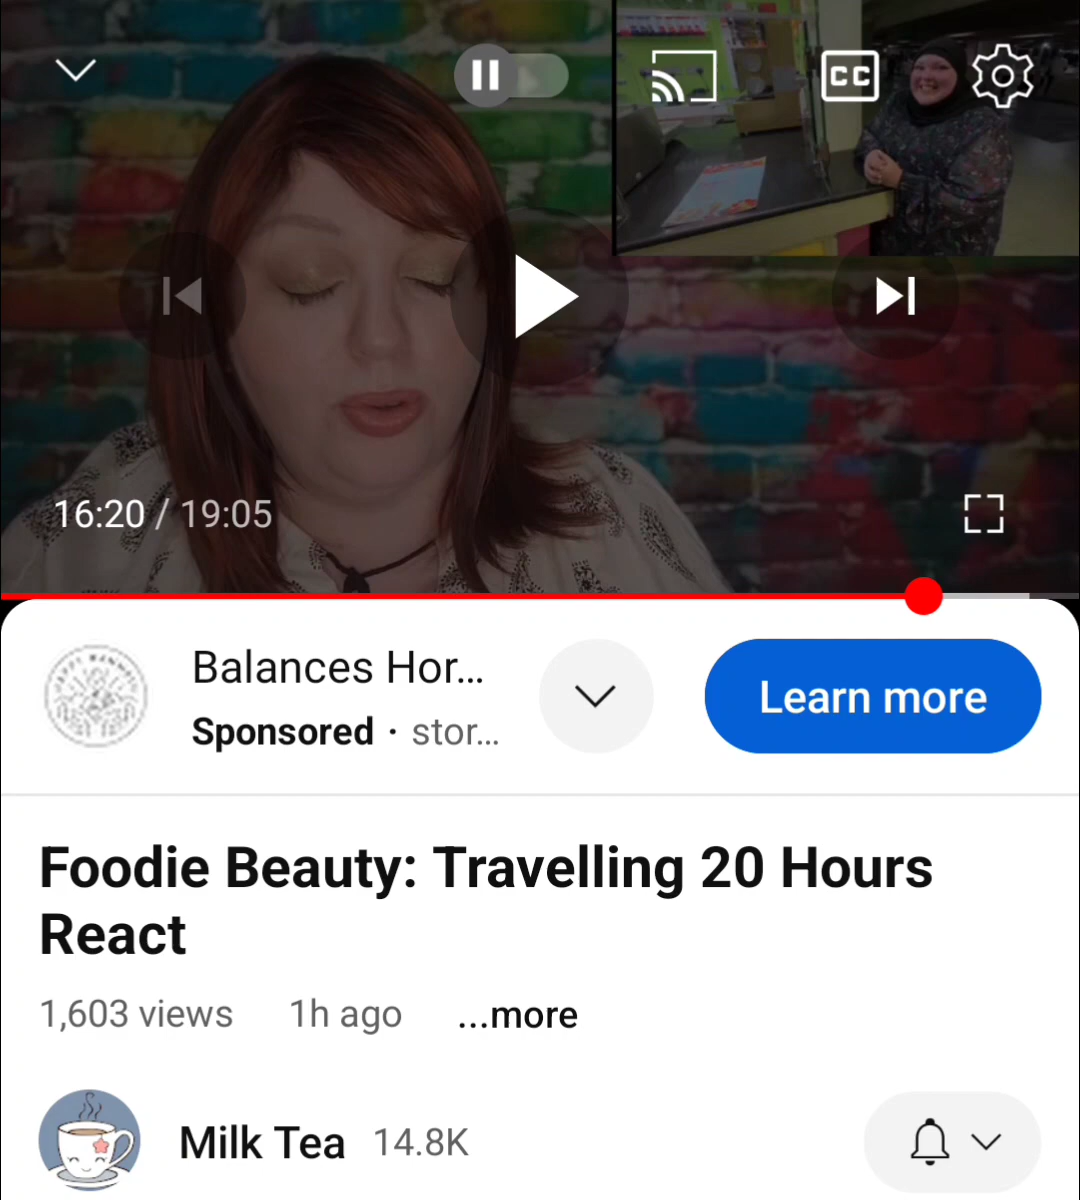 CC
16:20 / 19:05
Balances Hor...
Sponsored · stor...
Learn more
Foodie Beauty: Travelling 20 Hours
React
1,603 views 1h ago ...more
Milk Tea 14.8K